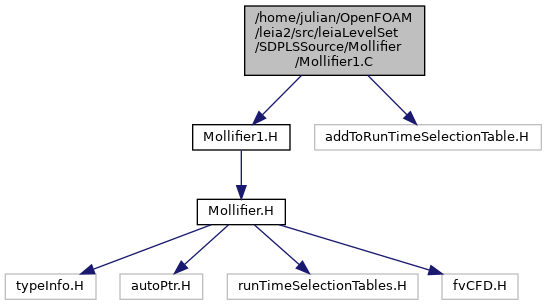 /home/julian/OpenFOAM
/leia2/src/leiaLevelSet
/SDPLSSource/Mollifier
/Mollifier1.C
Mollifier1.H
addToRunTimeSelectionTable.H
Mollifier.H
typeInfo.H
autoPtr.H
runTimeSelectionTables.H
fvCFD.H